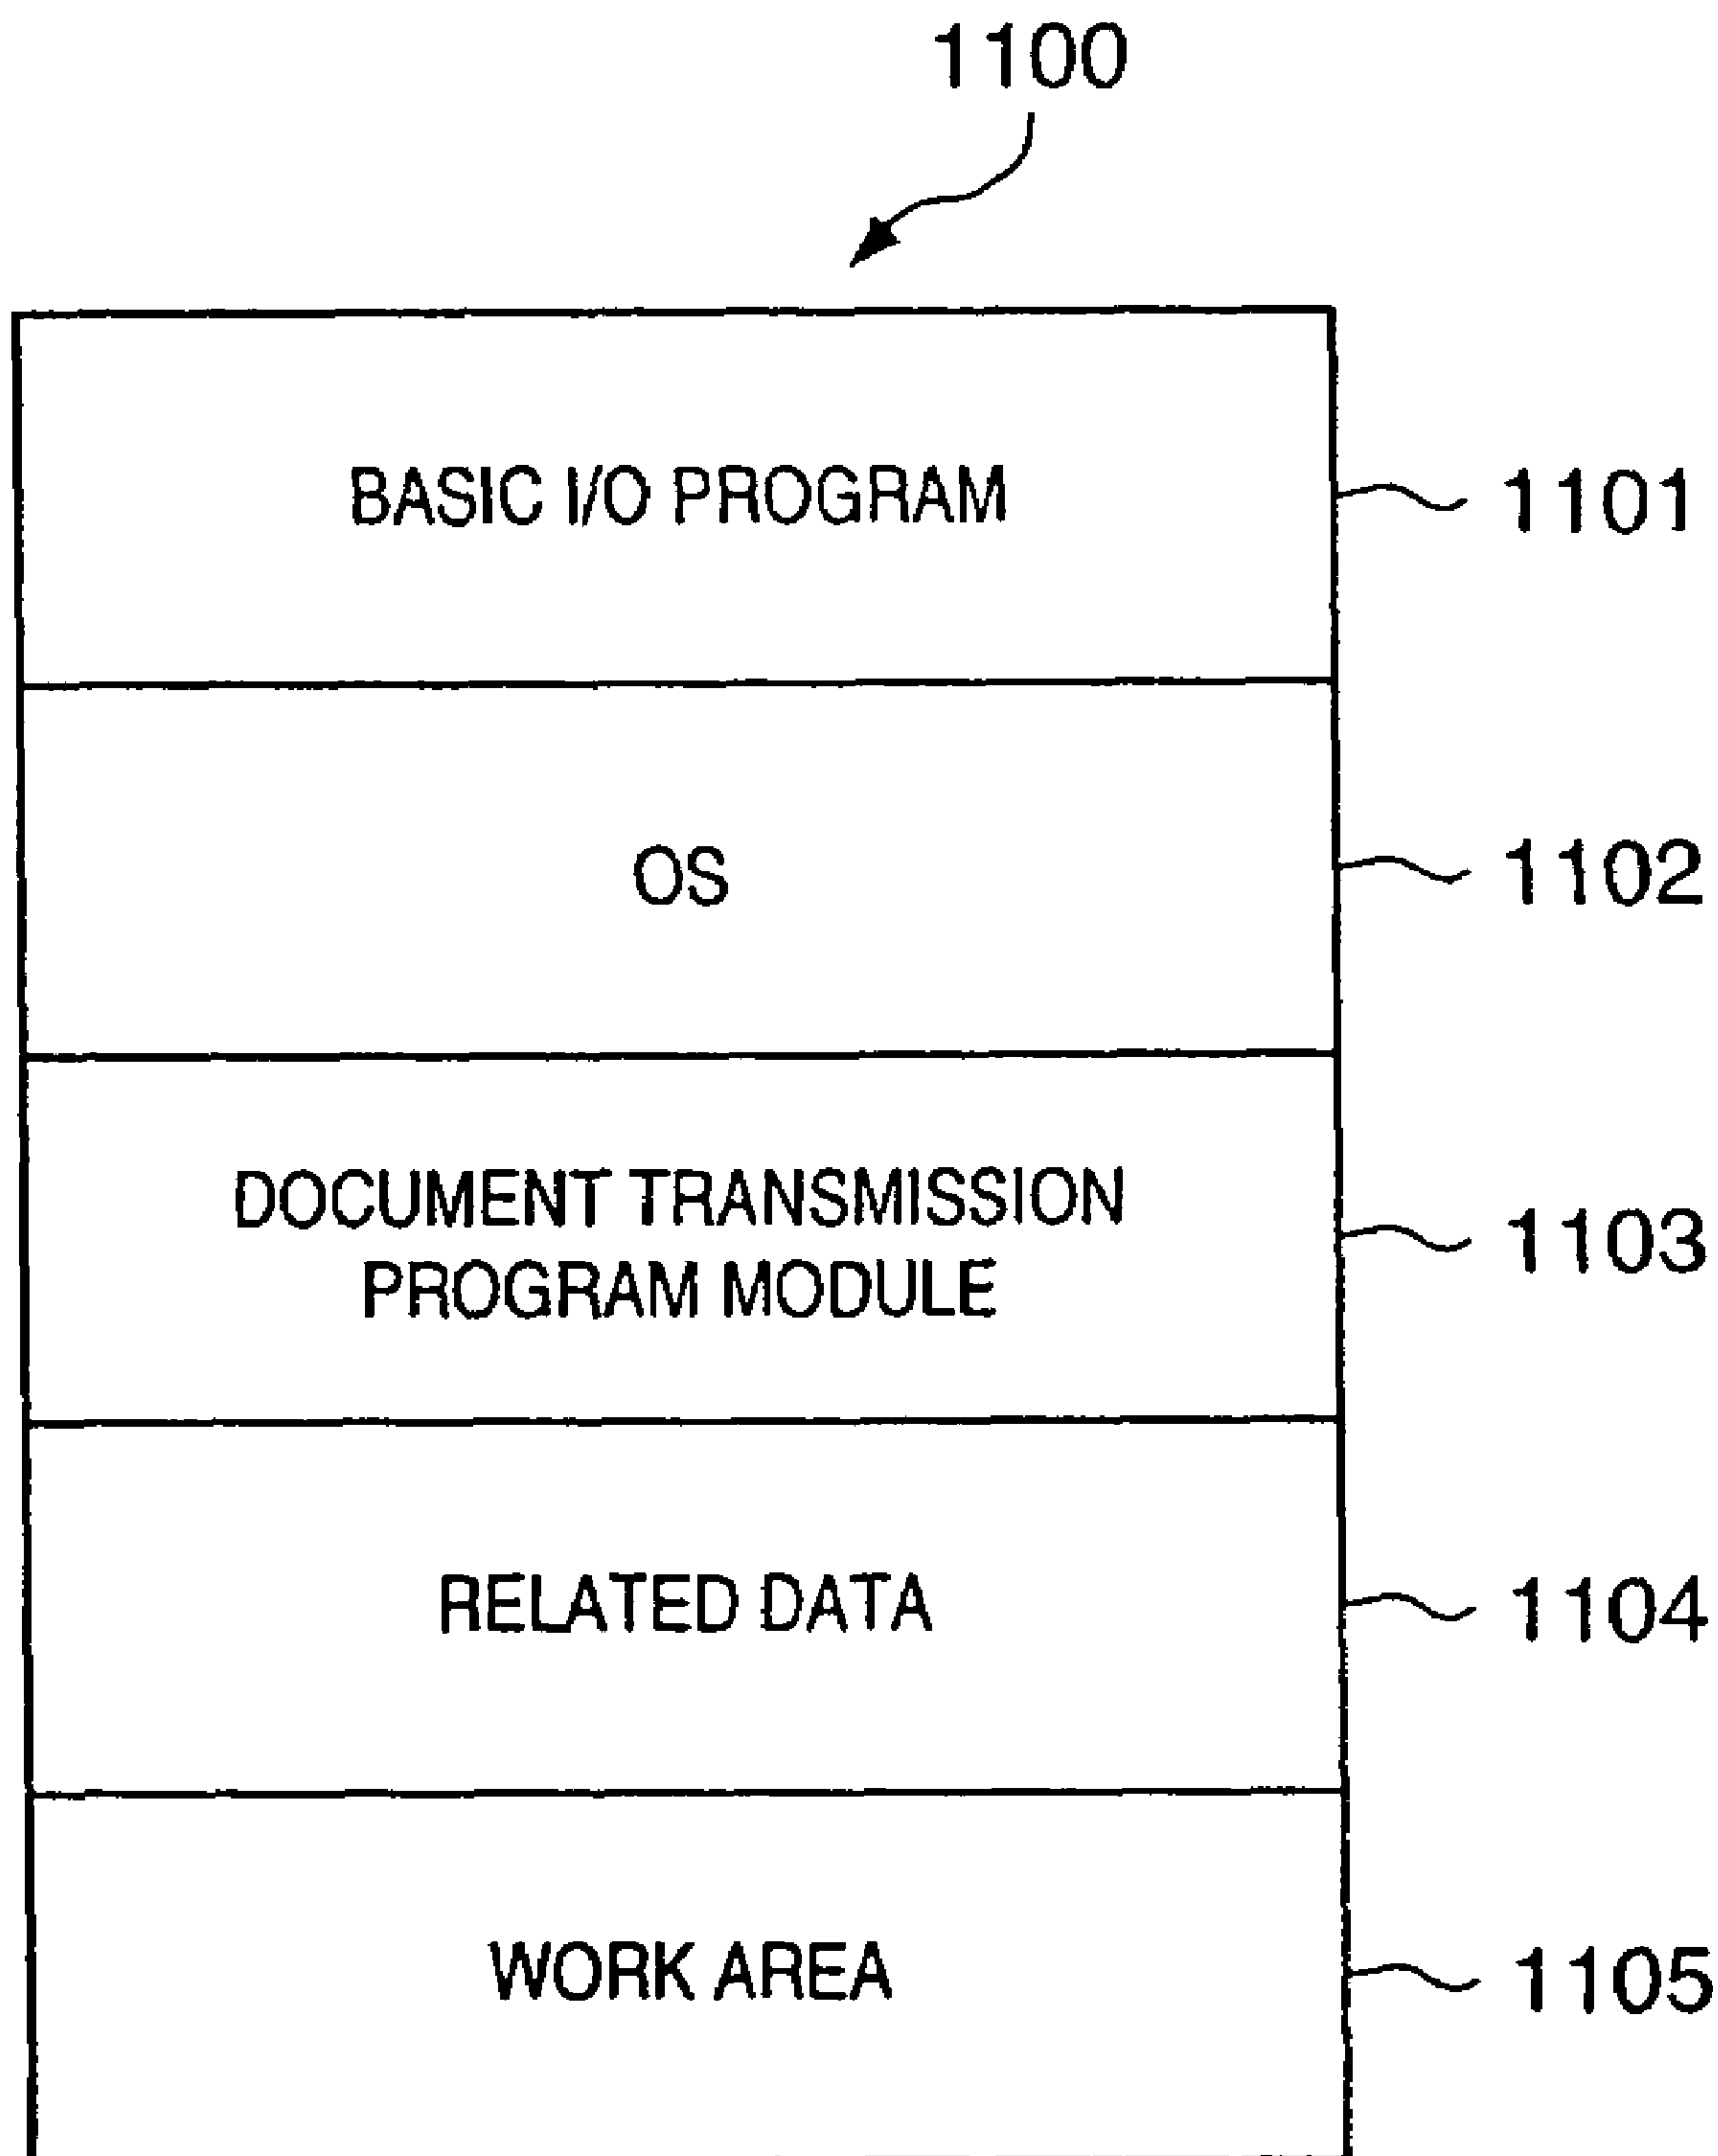 1100
BASIC I/O PROGRAM
1101
OS
1102
DOCUMENT TRANSMISSION
PROGRAM MODULE
1103
RELATED DATA
1104
WORK AREA
1105